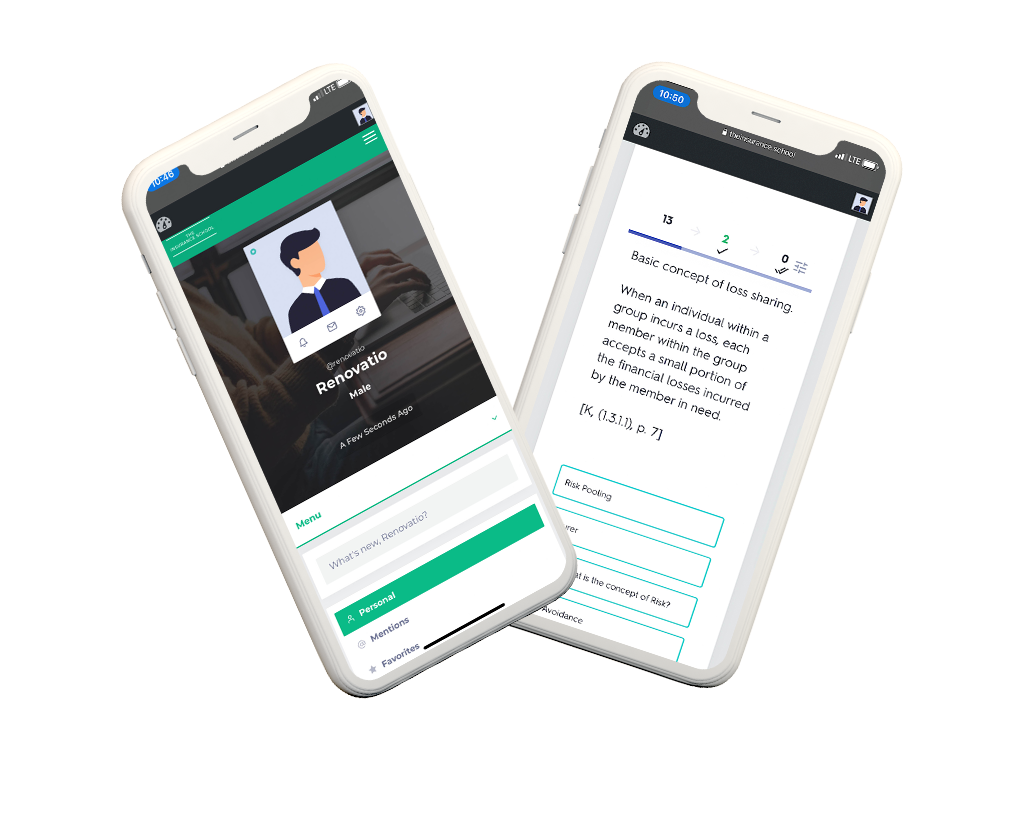 10:46
LTE
THE
INSURANCE SCHOOL
@renovatio
Renovatio
Male
A Few Seconds Ago
Menu
What's new, Renovatio?
Personal
Mentions
Favorites
10:50
theinsurance.school
LTE
13
2
0
Basic concept of loss sharing.
When an individual within a
group incurs a loss, each
member within the group
accepts a small portion of
the financial losses incurred
by the member in need.
[K, (1.3.1.1), p. 7]
Risk Pooling
urer
at is the concept of Risk?
Avoidance